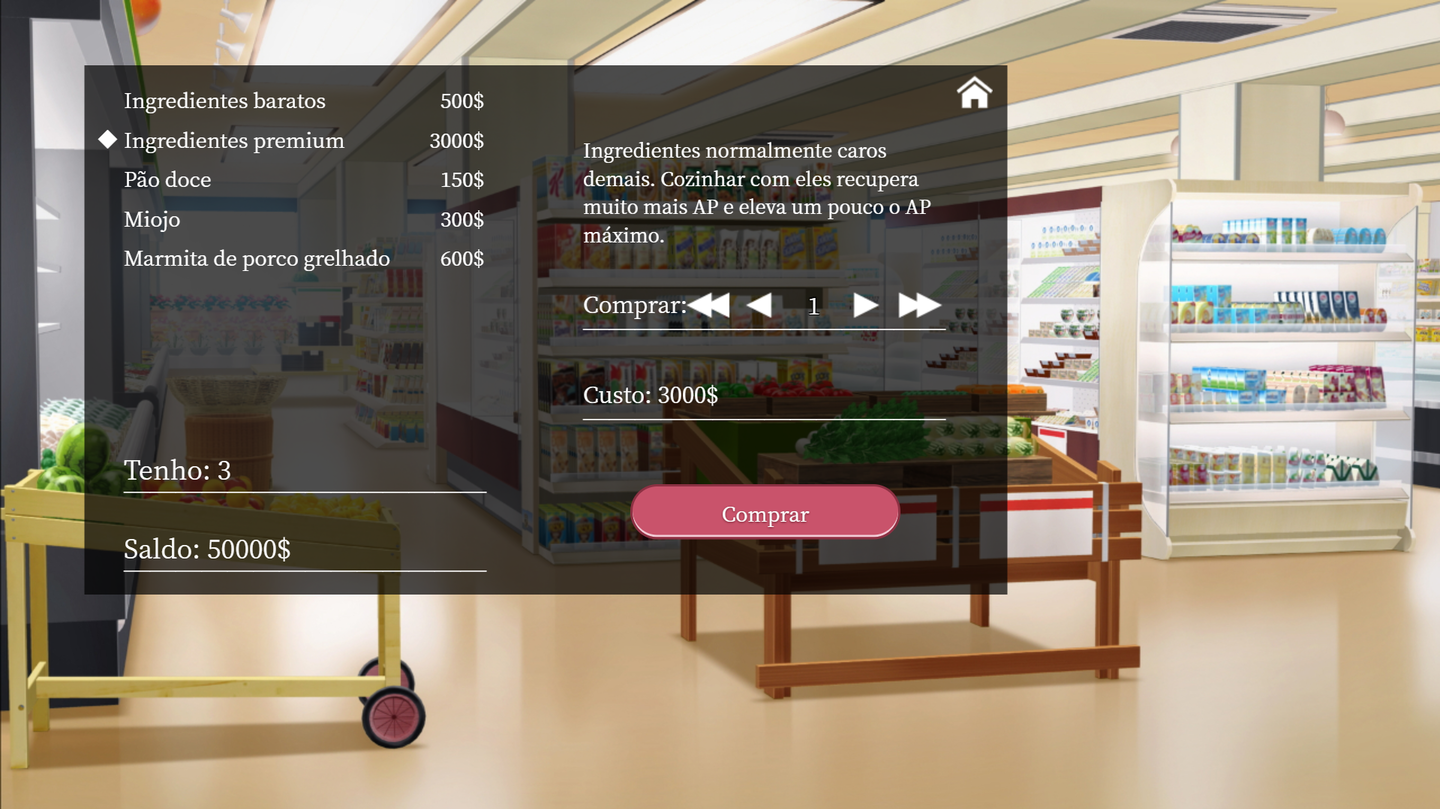 Ingredientes baratos 500$
Ingredientes premium 3000$
Pão doce 150$
Miojo 300$
Marmita de porco grelhado 600$
Tenho: 3
Saldo: 50000$
Ingredientes normalmente caros
demais. Cozinhar com eles recupera
muito mais AP e eleva um pouco o AP
máximo.
Comprar: 1
Custo: 3000$
Comprar